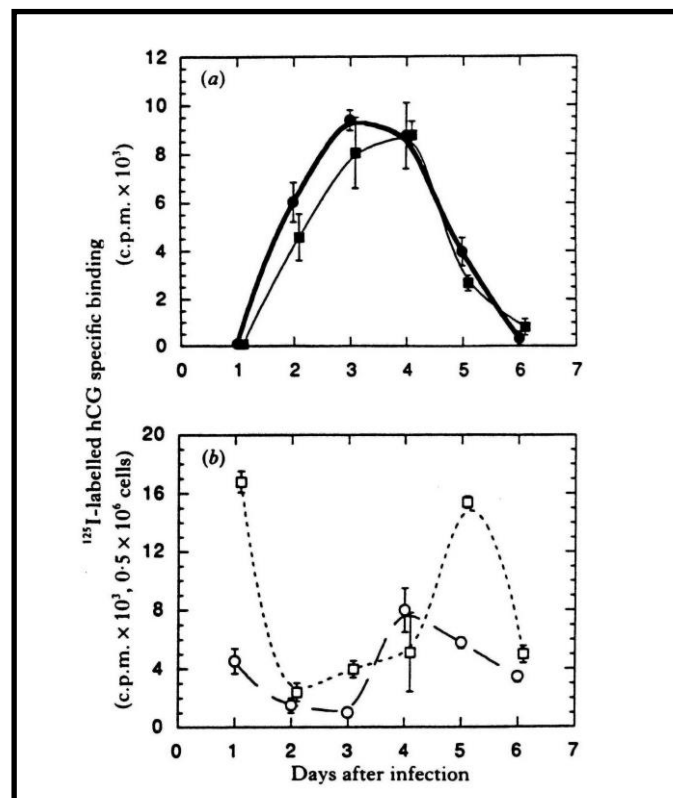 (a)
12
10
8
6
4
2
0
0 1 2 3 4 5 6 7
¹²⁵I-labelled hCG specific binding
(c.p.m. × 10³)
(c.p.m. × 10³, 0·5 × 10⁶ cells)
(b)
20
16
12
8
4
0
0 1 2 3 4 5 6 7
Days after infection